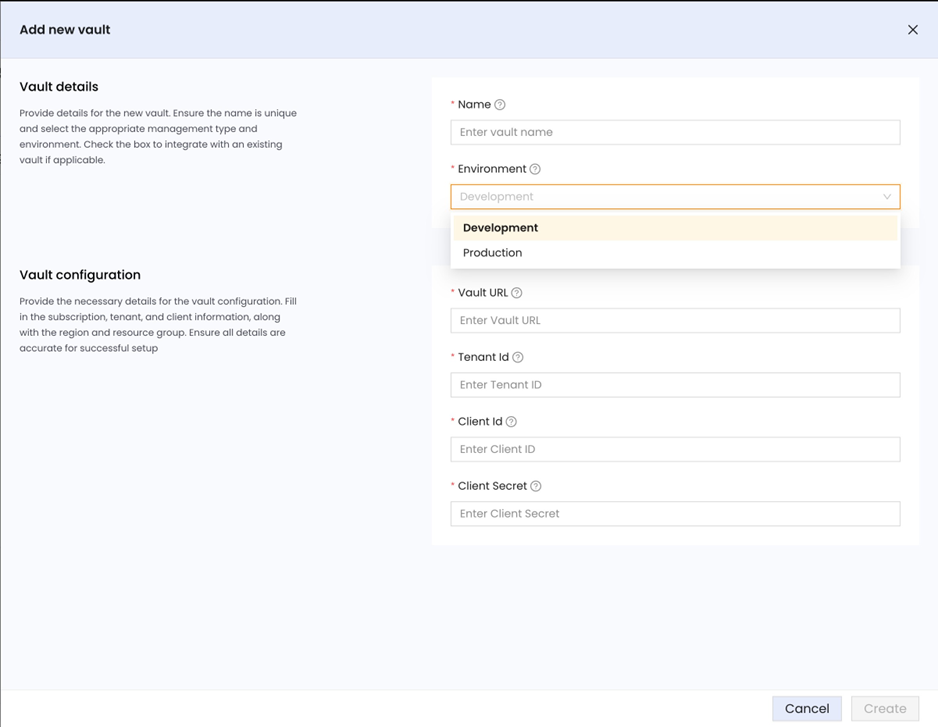 Add new vault
Vault details
Provide details for the new vault. Ensure the name is unique
and select the appropriate management type and
environment. Check the box to integrate with an existing
vault if applicable.
* Name
Enter vault name
* Environment
Development
Development
Production
Vault configuration
Provide the necessary details for the vault configuration. Fill
in the subscription, tenant, and client information, along
with the region and resource group. Ensure all details are
accurate for successful setup
* Vault URL
Enter Vault URL
* Tenant Id
Enter Tenant ID
* Client Id
Enter Client ID
* Client Secret
Enter Client Secret
Cancel
Create